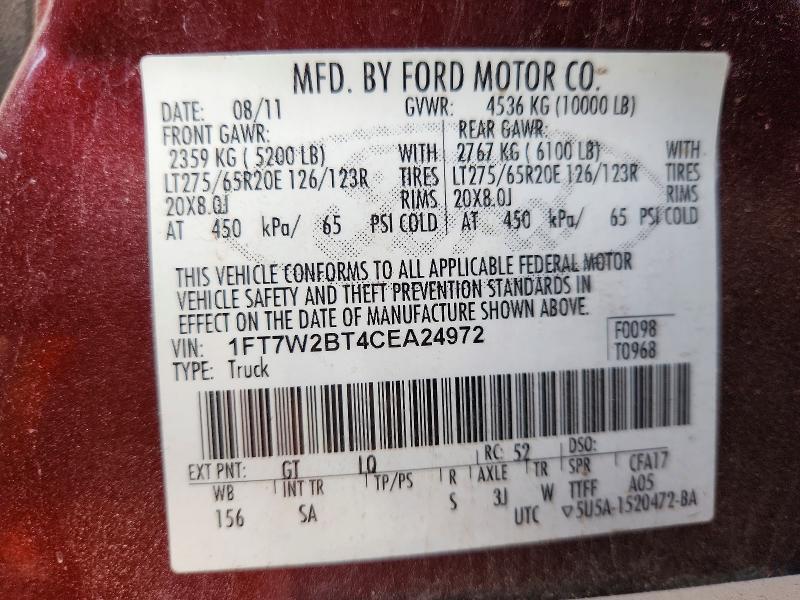 MFD. BY FORD MOTOR CO.
DATE: 08/11 GVWR: 4536 KG (10000 LB)
FRONT GAWR: REAR GAWR:
2359 KG ( 5200 LB) WITH 2767 KG ( 6100 LB) WITH
LT275/65R20E 126/123R TIRES LT275/65R20E 126/123R TIRES
20X8.0J RIMS 20X8.0J RIMS
AT 450 kPa/ 65 PSI COLD AT 450 kPa/ 65 PSI COLD
THIS VEHICLE CONFORMS TO ALL APPLICABLE FEDERAL MOTOR
VEHICLE SAFETY AND THEFT PREVENTION STANDARDS IN
EFFECT ON THE DATE OF MANUFACTURE SHOWN ABOVE.
VIN: 1FT7W2BT4CEA24972 F0098
TYPE: Truck T0968
EXT PNT: GT LQ RC: 52 DSO:
WB INT TR TP/PS R AXLE TR SPR CFA17
156 SA S 3J W TTFF A05
UTC ▽5U5A-1520472-BA